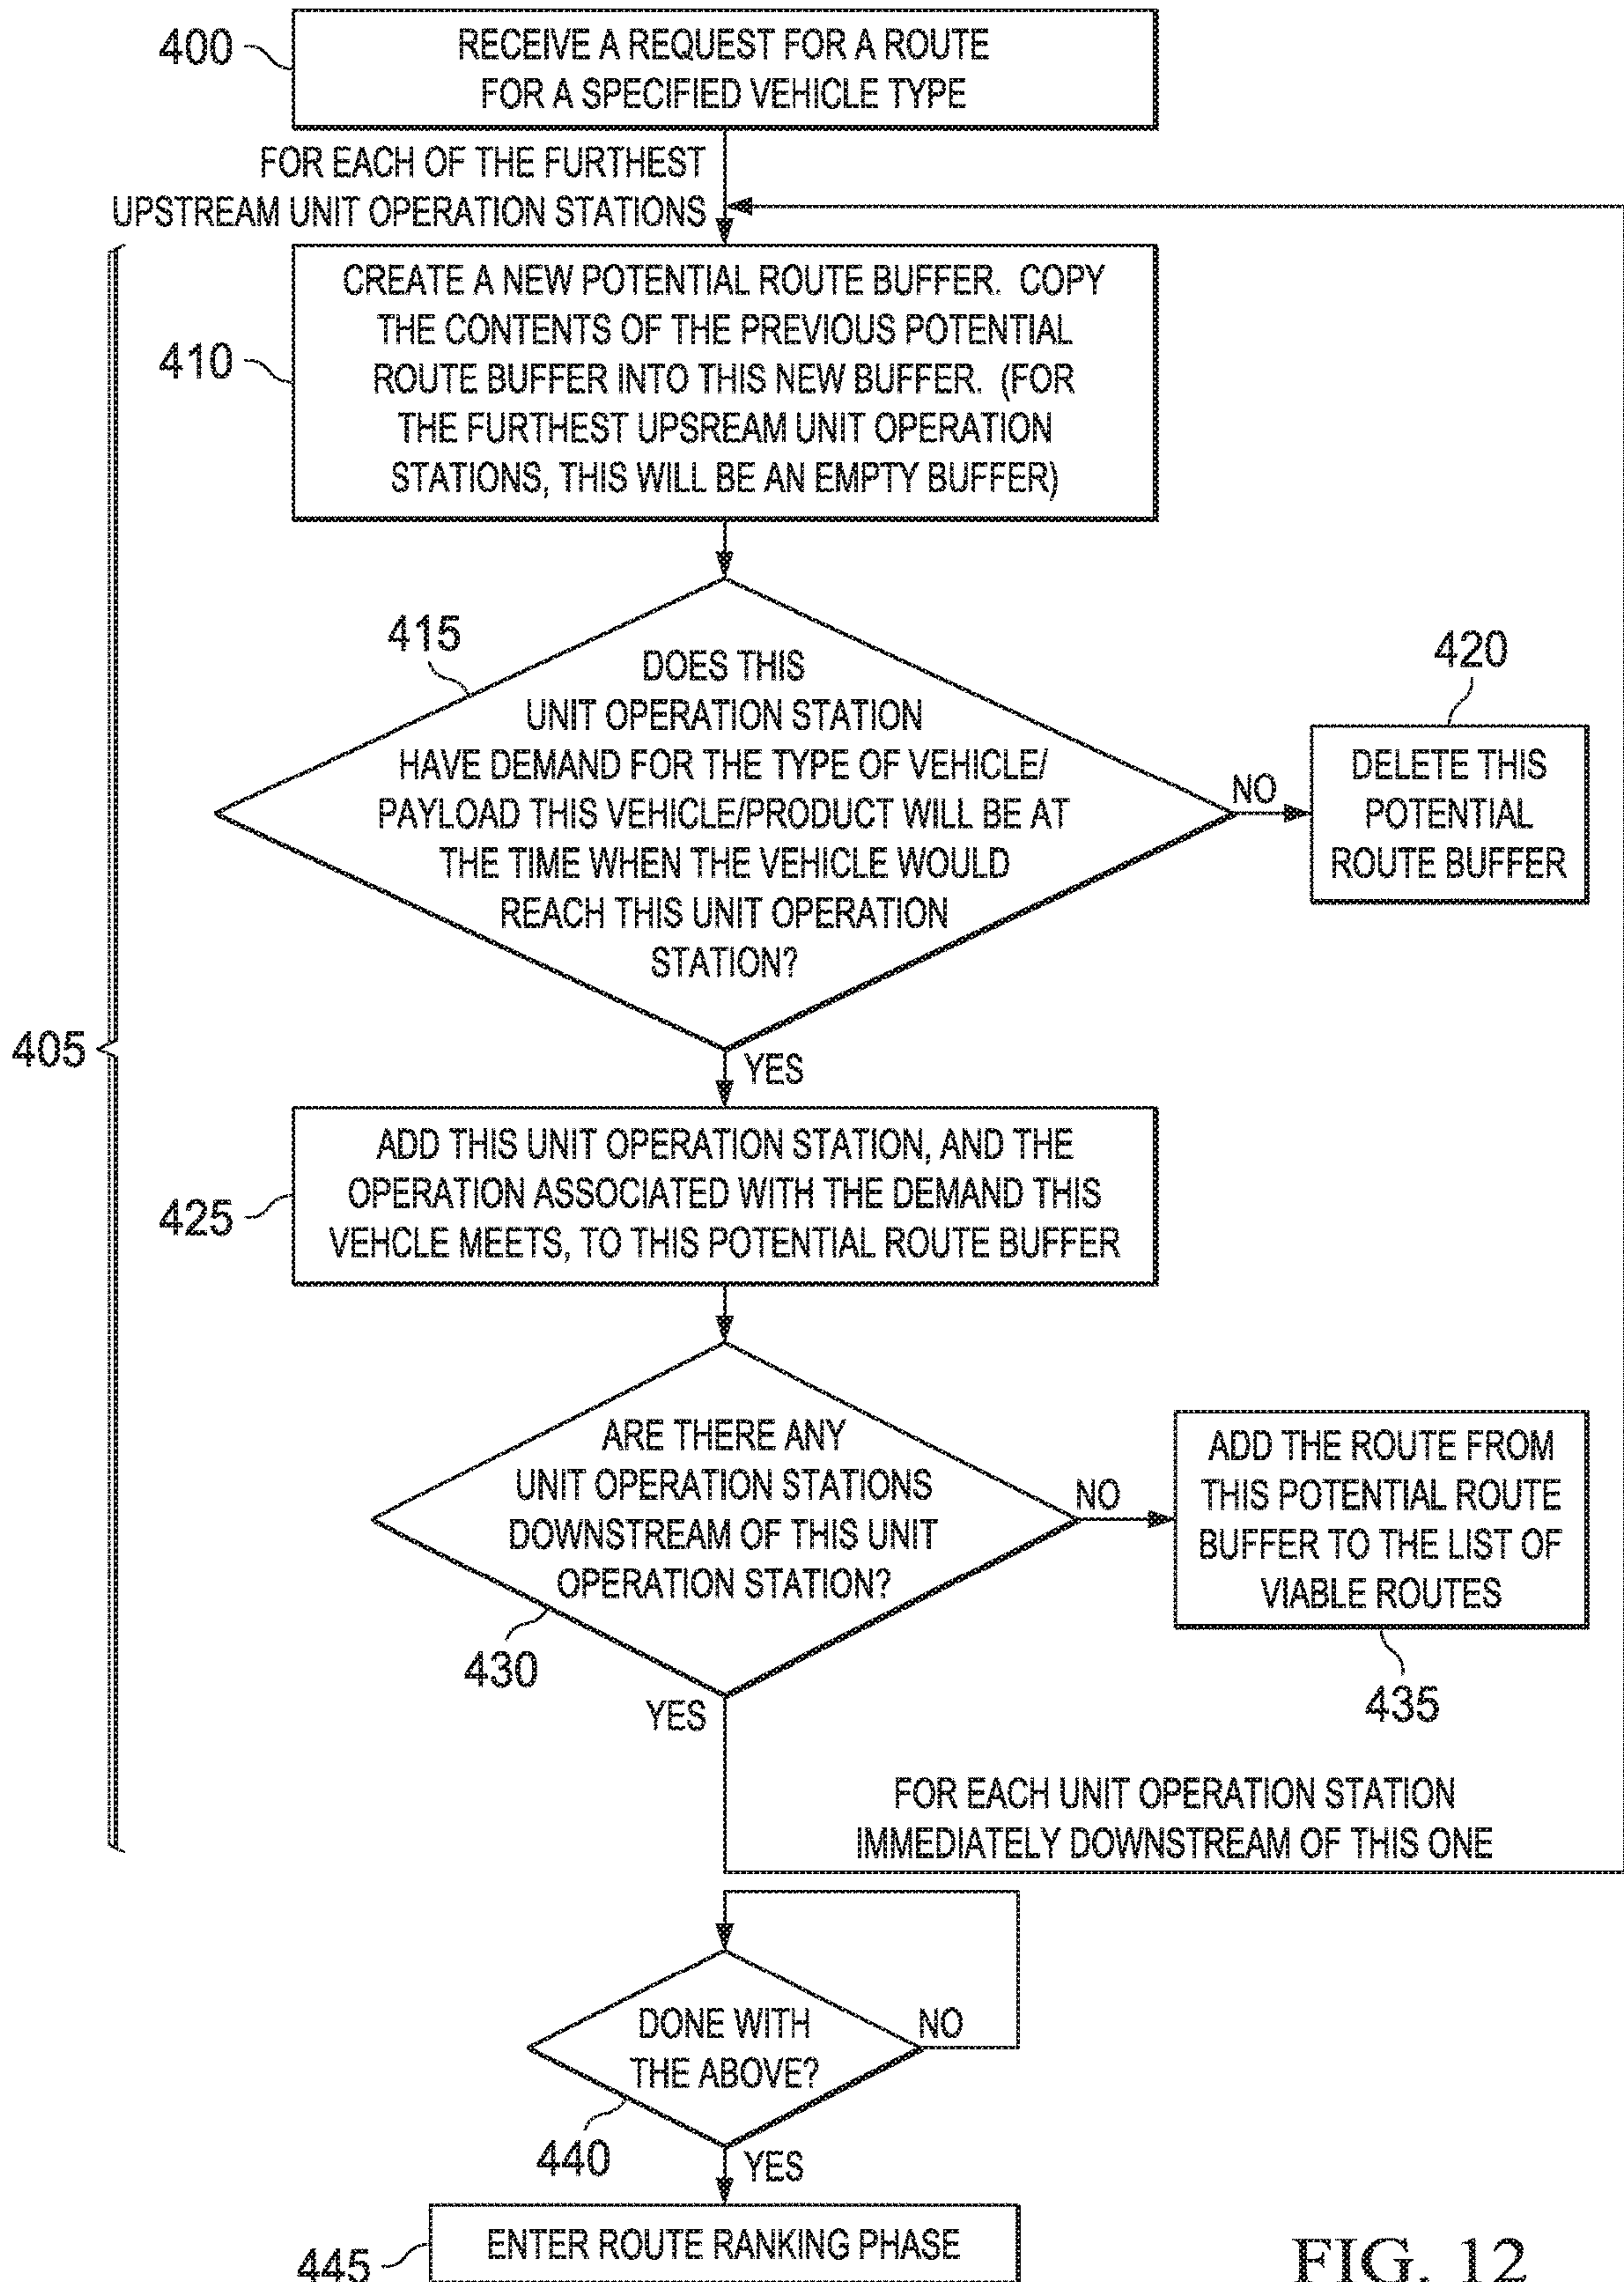 400
RECEIVE A REQUEST FOR A ROUTE
FOR A SPECIFIED VEHICLE TYPE
FOR EACH OF THE FURTHEST
UPSTREAM UNIT OPERATION STATIONS
405
410
CREATE A NEW POTENTIAL ROUTE BUFFER. COPY
THE CONTENTS OF THE PREVIOUS POTENTIAL
ROUTE BUFFER INTO THIS NEW BUFFER. (FOR
THE FURTHEST UPSREAM UNIT OPERATION
STATIONS, THIS WILL BE AN EMPTY BUFFER)
415
DOES THIS
UNIT OPERATION STATION
HAVE DEMAND FOR THE TYPE OF VEHICLE/
PAYLOAD THIS VEHICLE/PRODUCT WILL BE AT
THE TIME WHEN THE VEHICLE WOULD
REACH THIS UNIT OPERATION
STATION?
NO
420
DELETE THIS
POTENTIAL
ROUTE BUFFER
YES
425
ADD THIS UNIT OPERATION STATION, AND THE
OPERATION ASSOCIATED WITH THE DEMAND THIS
VEHCLE MEETS, TO THIS POTENTIAL ROUTE BUFFER
ARE THERE ANY
UNIT OPERATION STATIONS
DOWNSTREAM OF THIS UNIT
OPERATION STATION?
430
NO
ADD THE ROUTE FROM
THIS POTENTIAL ROUTE
BUFFER TO THE LIST OF
VIABLE ROUTES
435
YES
FOR EACH UNIT OPERATION STATION
IMMEDIATELY DOWNSTREAM OF THIS ONE
DONE WITH
THE ABOVE?
NO
440
YES
445
ENTER ROUTE RANKING PHASE
FIG. 12